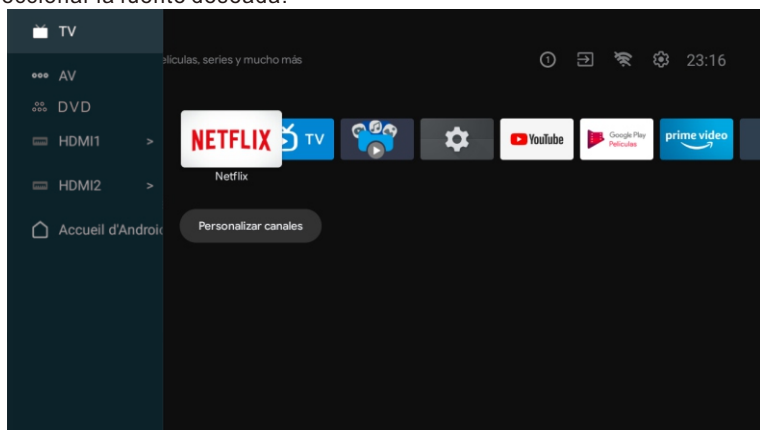 TV
elículas, series y mucho más
1
23:16
AV
DVD
HDMI1 >
HDMI2 >
Accueil d'Androi
NETFLIX
TV
YouTube
Google Play
Películas
prime video
Netflix
Personalizar canales